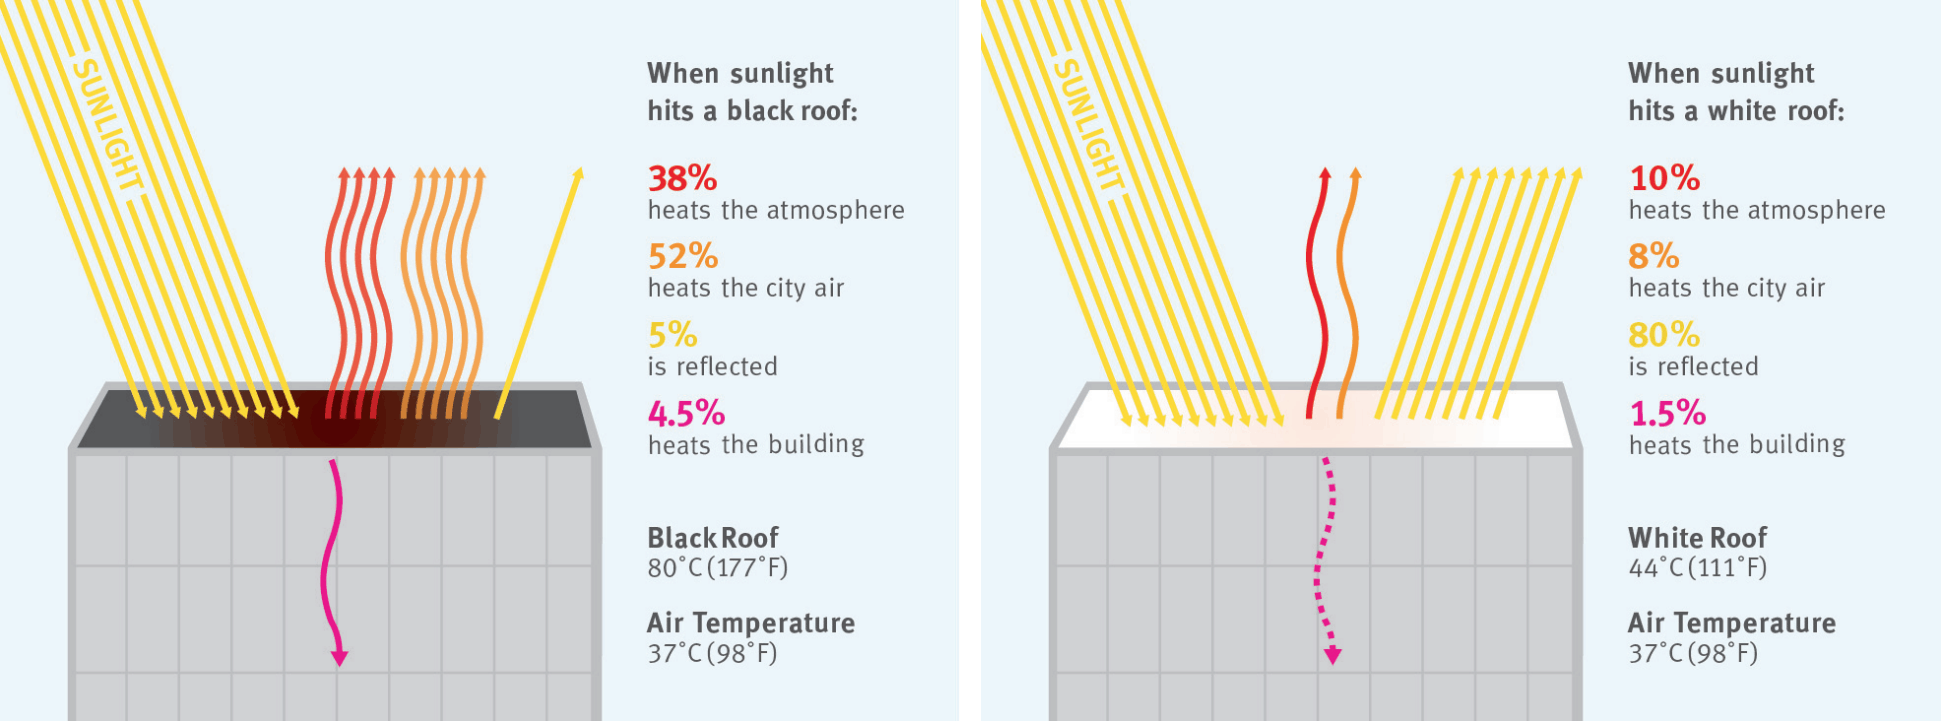 SUNLIGHT
When sunlight
hits a black roof:
38%
heats the atmosphere
52%
heats the city air
5%
is reflected
4.5%
heats the building
Black Roof
80°C (177°F)
Air Temperature
37°C (98°F)
SUNLIGHT
When sunlight
hits a white roof:
10%
heats the atmosphere
8%
heats the city air
80%
is reflected
1.5%
heats the building
White Roof
44°C (111°F)
Air Temperature
37°C (98°F)